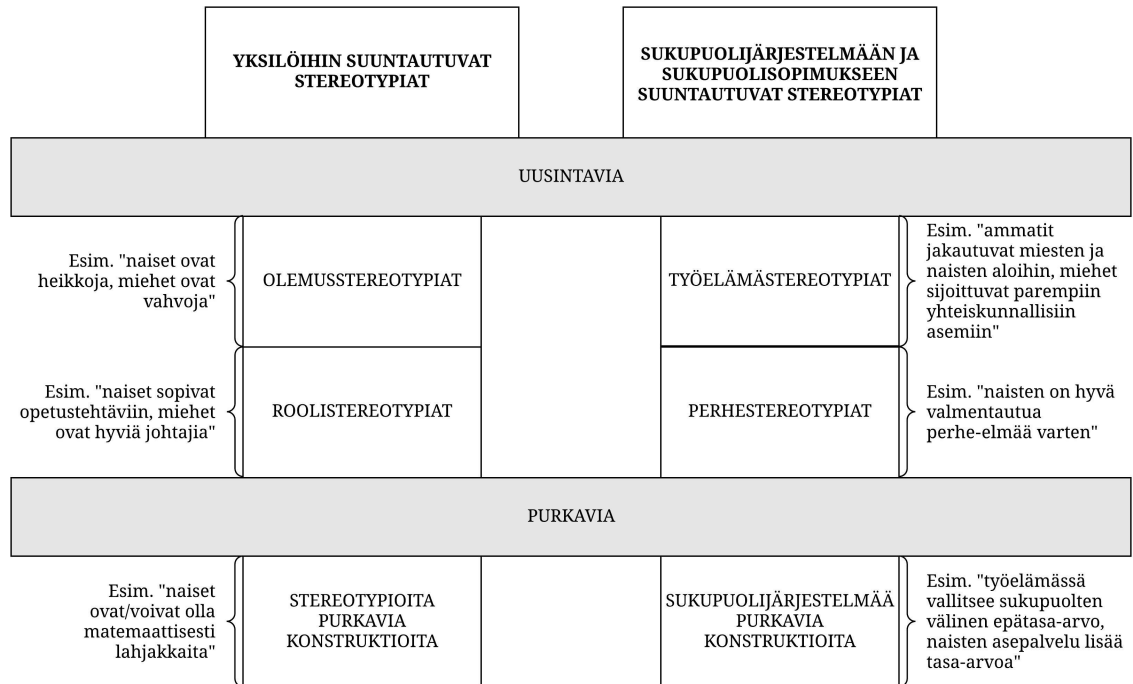 YKSILÖIHIN SUUNTAUTUVAT
STEREOTYPIAT
SUKUPUOLIJÄRJESTELMÄÄN JA
SUKUPUOLISOPIMUKSEEN
SUUNTAUTUVAT STEREOTYPIAT
UUSINTAVIA
Esim. "naiset ovat
heikkoja, miehet ovat
vahvoja"
OLEMUSSTEREOTYPIAT
TYÖELÄMÄSTEREOTYPIAT
Esim. "ammatit
jakautuvat miesten ja
naisten aloihin, miehet
sijoittuvat parempiin
yhteiskunnallisiin
asemiin"
Esim. "naiset sopivat
opetustehtäviin, miehet
ovat hyviä johtajia"
ROOLISTEREOTYPIAT
PERHESTEREOTYPIAT
Esim. "naisten on hyvä
valmentautua
perhe-elmää varten"
PURKAVIA
Esim. "naiset
ovat/voivat olla
matemaattisesti
lahjakkaita"
STEREOTYPIOITA
PURKAVIA
KONSTRUKTIOITA
SUKUPUOLIJÄRJESTELMÄÄ
PURKAVIA
KONSTRUKTIOITA
Esim. "työelämässä
vallitsee sukupuolten
välinen epätasa-arvo,
naisten asepalvelu lisää
tasa-arvoa"